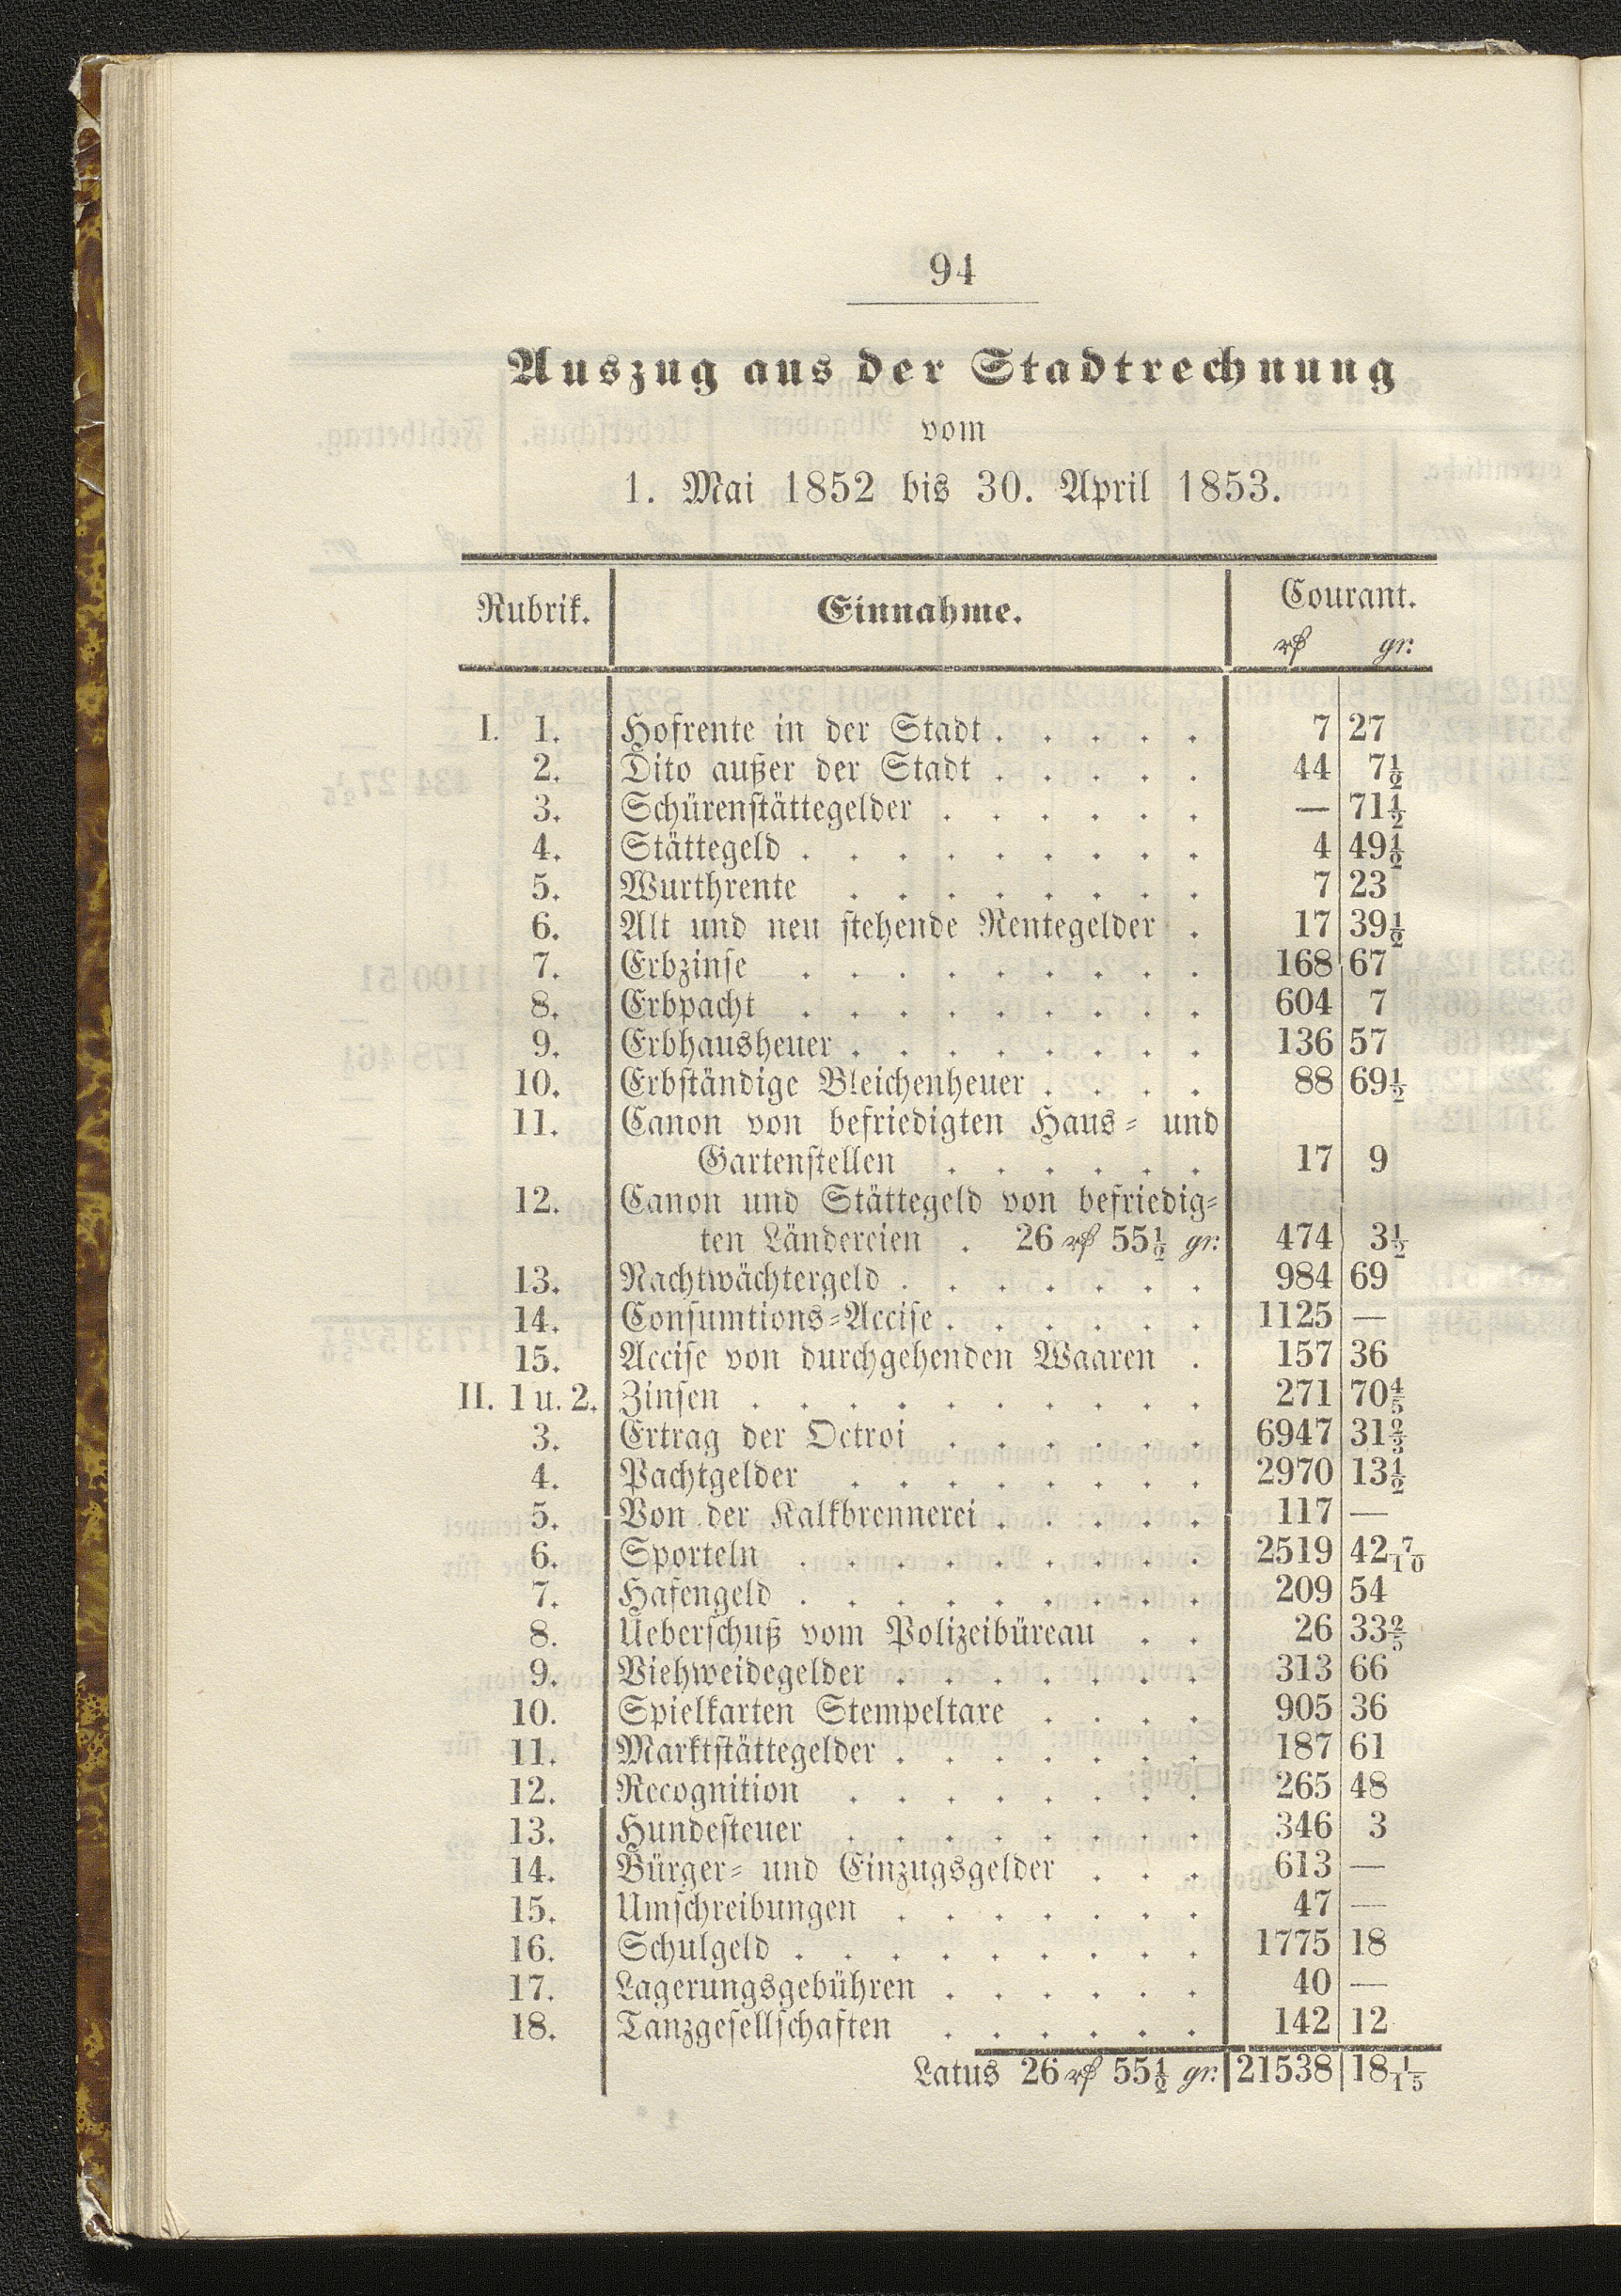 94
Auszug aus der Stadtrechnung
vom
1. Mai 1852 bis 30. April 1853.
Rubrik. Einnahme. Courant.
₰ gr.
I. 1. Hofrente in der Stadt . . . . . 7 27
2. Dito außer der Stadt . . . . . 44 7½
3. Schürenstättegelder . . . . . . — 71½
4. Stättegeld . . . . . . . . . 4 49½
5. Wurthrente . . . . . . . . 7 23
6. Alt und neu stehende Rentegelder . 17 39½
7. Erbzinse . . . . . . . . . 168 67
8. Erbpacht . . . . . . . . . 604 7
9. Erbhausheuer . . . . . . . . 136 57
10. Erbständige Bleichenheuer . . . . 88 69½
11. Canon von befriedigten Haus- und
Gartenstellen . . . . . . 17 9
12. Canon und Stättegeld von befriedig-
ten Ländereien . 26 ₰ 55½ gr. 474 3½
13. Nachtwächtergeld . . . . . . . 984 69
14. Consumtions-Accise . . . . . . 1125 —
15. Accise von durchgehenden Waaren . 157 36
II. 1 u. 2. Zinsen . . . . . . . . . . 271 70⅘
3. Ertrag der Octroi . . . . . . 6947 31⅔
4. Pachtgelder . . . . . . . . 2970 13½
5. Von der Kalkbrennerei . . . . . 117 —
6. Sporteln . . . . . . . . . 2519 42 7/10
7. Hafengeld . . . . . . . . . 209 54
8. Ueberschuß vom Polizeibüreau . . 26 33⅖
9. Viehweidegelder . . . . . . . 313 66
10. Spielkarten Stempeltaxe . . . . 905 36
11. Marktstättegelder . . . . . . . 187 61
12. Recognition . . . . . . . . 265 48
13. Hundesteuer . . . . . . . . 346 3
14. Bürger- und Einzugsgelder . . . 613 —
15. Umschreibungen . . . . . . . 47 —
16. Schulgeld . . . . . . . . . 1775 18
17. Lagerungsgebühren . . . . . . 40 —
18. Tanzgesellschaften . . . . . . 142 12
Latus 26 ₰ 55½ gr. 21538 18 1/15